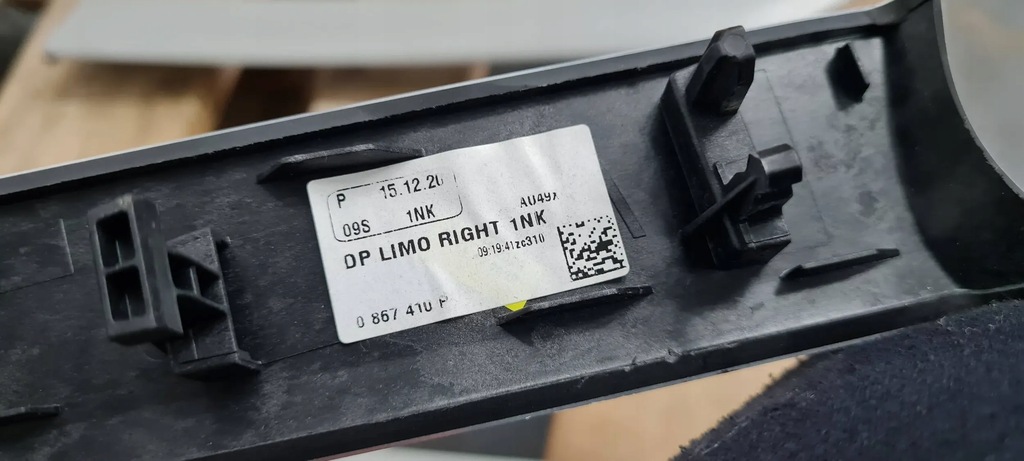 P 15.12.20
09S 1NK
AU49X
DP LIMO RIGHT 1NK
09:19:41zc310
0 867 410 P